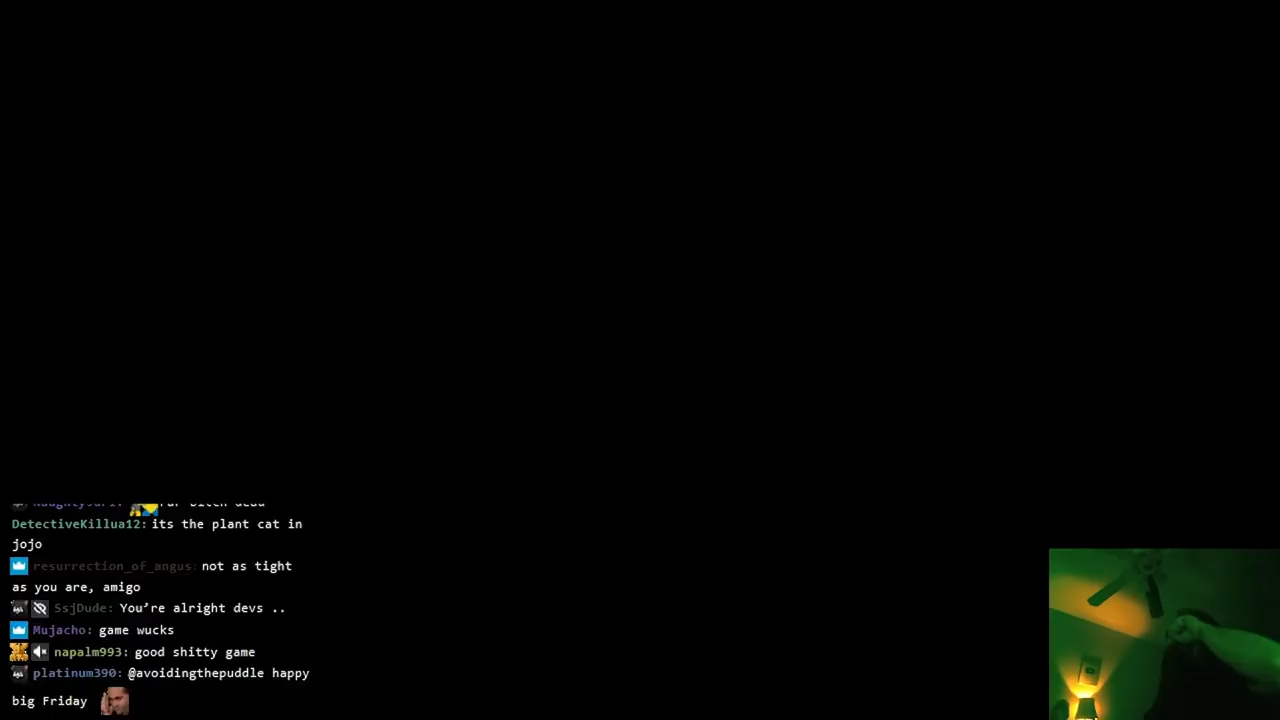 DetectiveKillua12: its the plant cat in
jojo
resurrection_of_angus: not as tight
as you are, amigo
SsjDude: You’re alright devs ..
Mujacho: game wucks
napalm993: good shitty game
platinum390: @avoidingthepuddle happy
big Friday